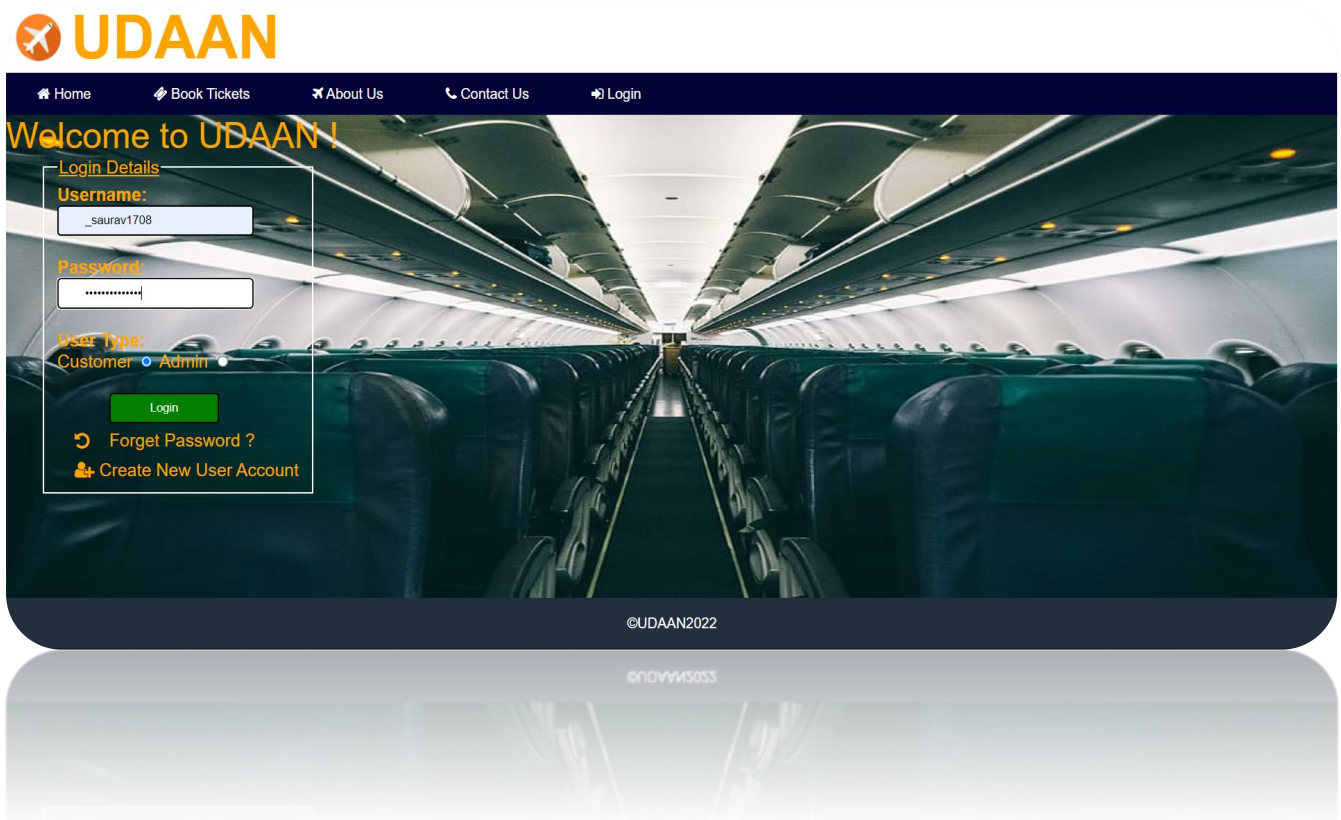 UDAAN
Home Book Tickets About Us Contact Us Login
Welcome to UDAAN !
Login Details
Username:
_saurav1708
Password:
••••••••••••••
User Type:
Customer Admin
Login
Forget Password ?
Create New User Account
©UDAAN2022
©UDAAN2022